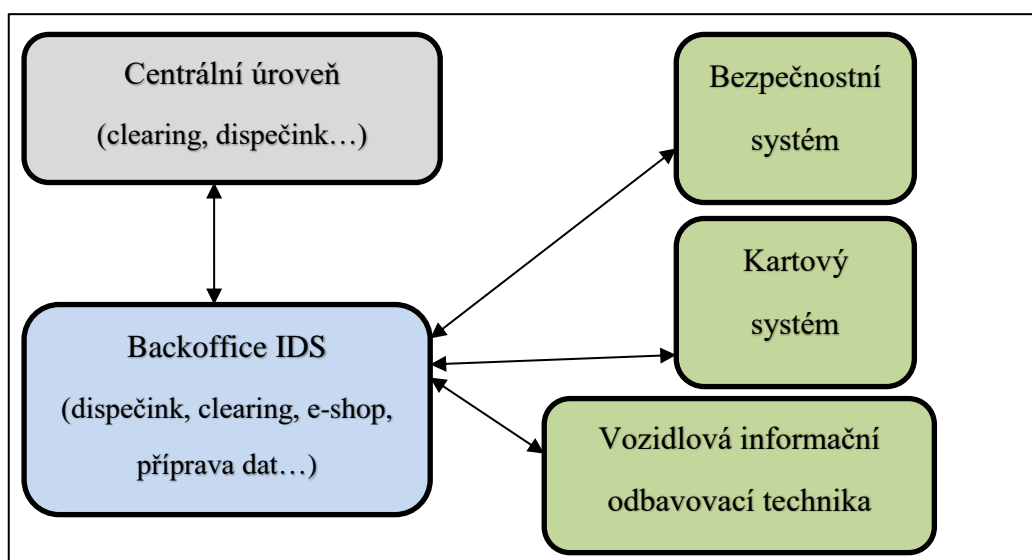 Centrální úroveň
(clearing, dispečink…)
Backoffice IDS
(dispečink, clearing, e-shop,
příprava dat…)
Bezpečnostní
systém
Kartový
systém
Vozidlová informační
odbavovací technika